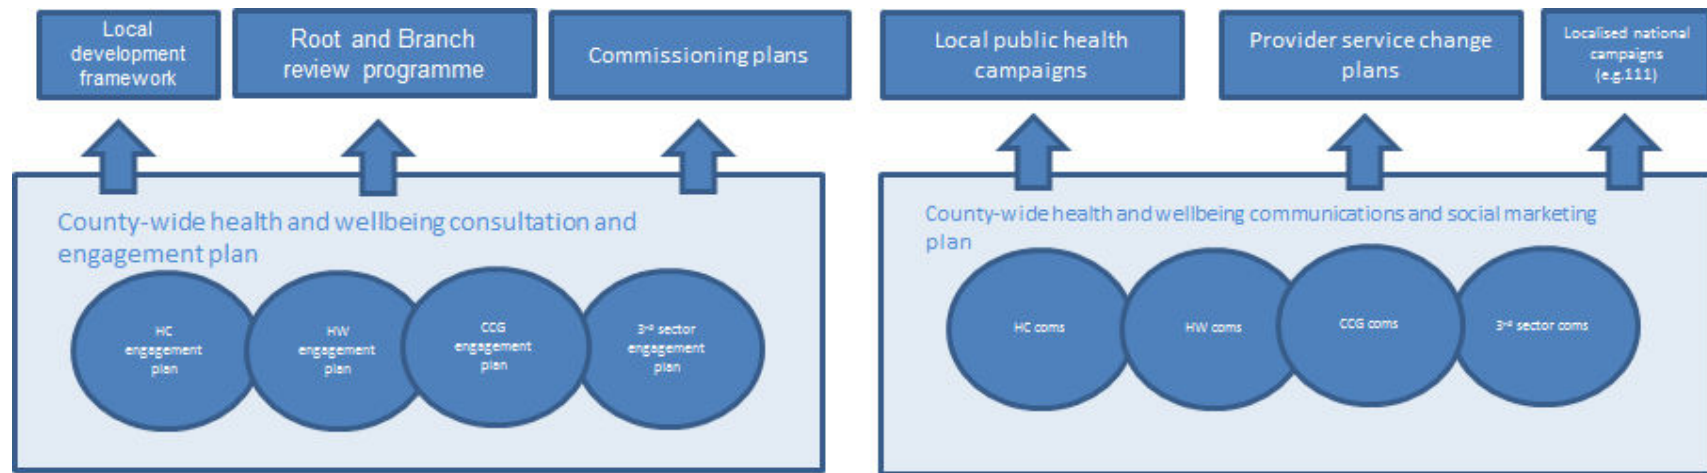 Local
development
framework
Root and Branch
review programme
Commissioning plans
Local public health
campaigns
Provider service change
plans
Localised national
campaigns
(e.g.111)
County-wide health and wellbeing consultation and
engagement plan
HC
engagement
plan
HW
engagement
plan
CCG
engagement
plan
3rd sector
engagement
plan
County-wide health and wellbeing communications and social marketing
plan
HC coms
HW coms
CCG coms
3rd sector coms